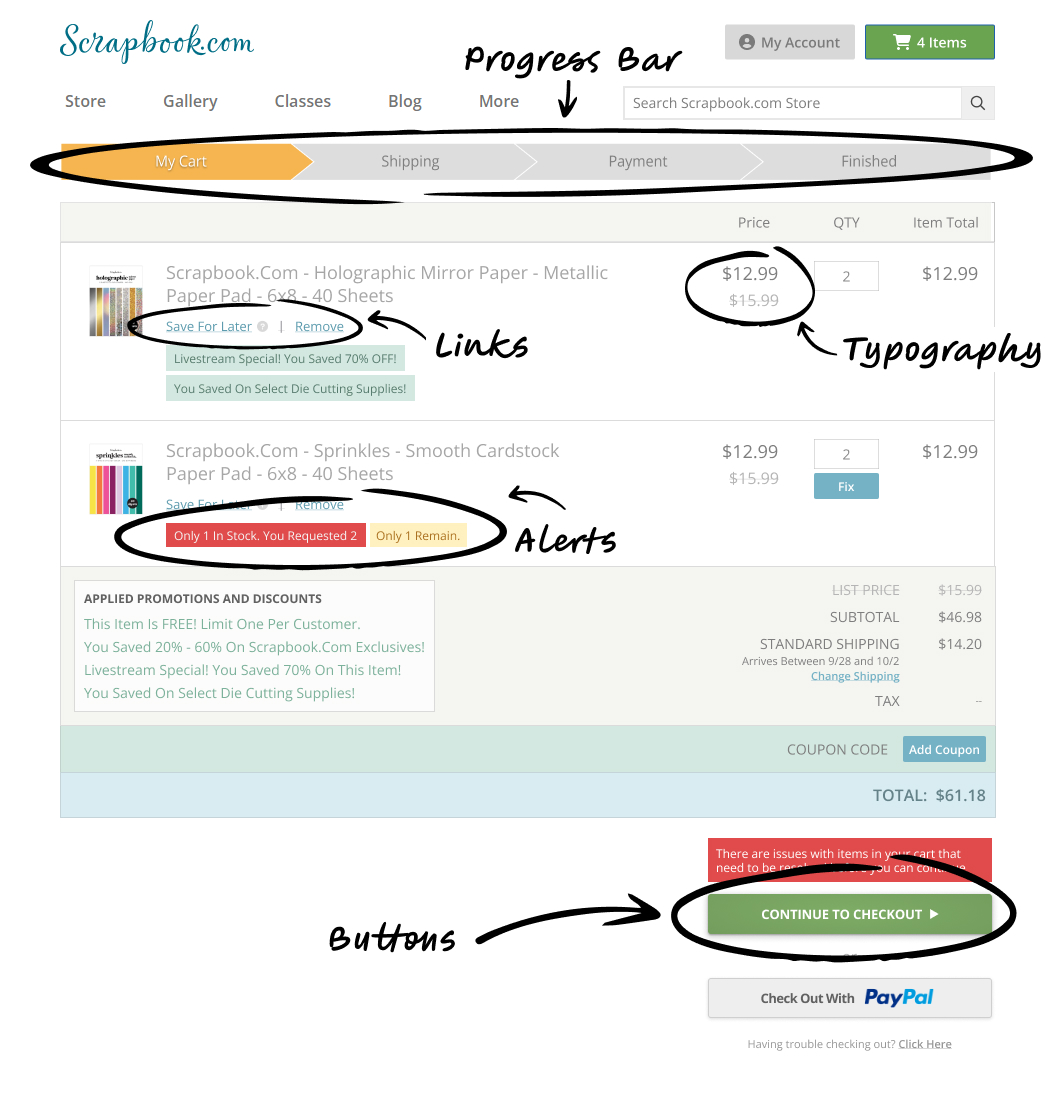 Scrapbook.com
My Account
4 Items
Progress Bar
Store Gallery Classes Blog More
Search Scrapbook.com Store
My Cart Shipping Payment Finished
Price QTY Item Total
holographic
Scrapbook.Com - Holographic Mirror Paper - Metallic
Paper Pad - 6x8 - 40 Sheets
$12.99 2 $12.99
$15.99
Save For Later ? | Remove
Links
Typography
Livestream Special! You Saved 70% OFF!
You Saved On Select Die Cutting Supplies!
sprinkles
Scrapbook.Com - Sprinkles - Smooth Cardstock
Paper Pad - 6x8 - 40 Sheets
$12.99 2 $12.99
$15.99
Fix
Save For Later ? | Remove
Only 1 In Stock. You Requested 2 Only 1 Remain.
Alerts
APPLIED PROMOTIONS AND DISCOUNTS
This Item Is FREE! Limit One Per Customer.
You Saved 20% - 60% On Scrapbook.Com Exclusives!
Livestream Special! You Saved 70% On This Item!
You Saved On Select Die Cutting Supplies!
LIST PRICE $15.99
SUBTOTAL $46.98
STANDARD SHIPPING $14.20
Arrives Between 9/28 and 10/2
Change Shipping
TAX --
COUPON CODE Add Coupon
TOTAL: $61.18
There are issues with items in your cart that
need to be resolved before you can continue.
CONTINUE TO CHECKOUT
Buttons
Check Out With PayPal
Having trouble checking out? Click Here